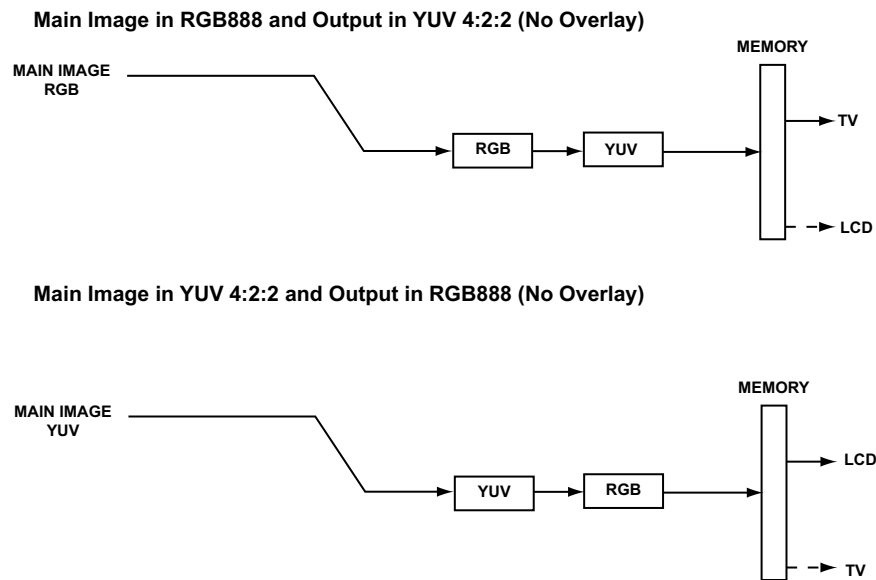 Main Image in RGB888 and Output in YUV 4:2:2 (No Overlay)
MEMORY
MAIN IMAGE
RGB
TV
RGB
YUV
LCD
Main Image in YUV 4:2:2 and Output in RGB888 (No Overlay)
MEMORY
MAIN IMAGE
YUV
LCD
YUV
RGB
TV